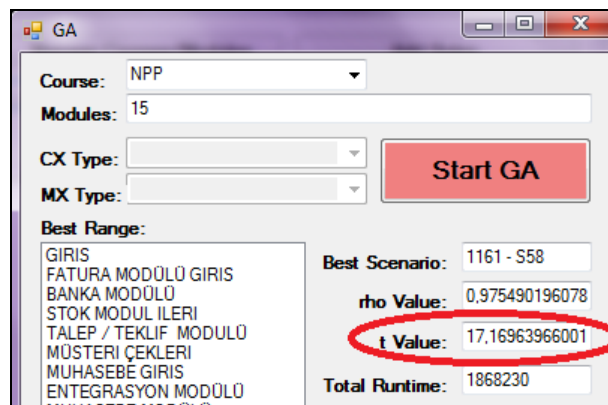 GA
Course: NPP
Modules: 15
CX Type:
MX Type:
Start GA
Best Range:
GIRIS
FATURA MODÜLÜ GIRIS
BANKA MODÜLÜ
STOK MODUL ILERI
TALEP / TEKLIF MODULÜ
MÜSTERI ÇEKLERI
MUHASEBE GIRIS
ENTEGRASYON MODÜLÜ
Best Scenario: 1161 - S58
rho Value: 0,975490196078
t Value: 17,16963966001
Total Runtime: 1868230